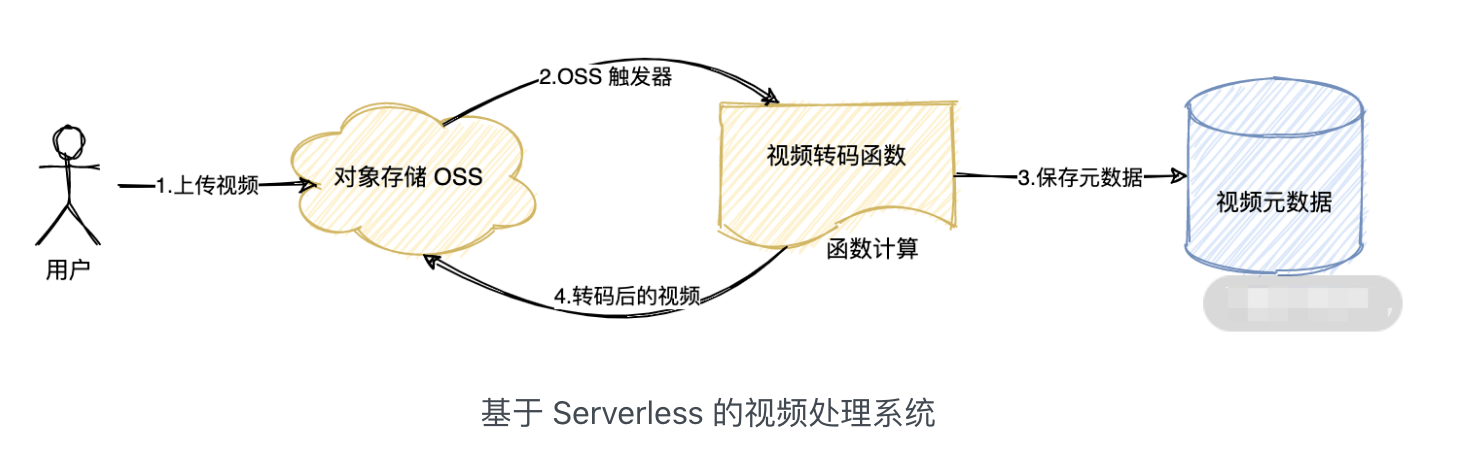 2.OSS 触发器
视频转码函数
对象存储 OSS
1.上传视频
3.保存元数据
视频元数据
用户
函数计算
4.转码后的视频
基于 Serverless 的视频处理系统